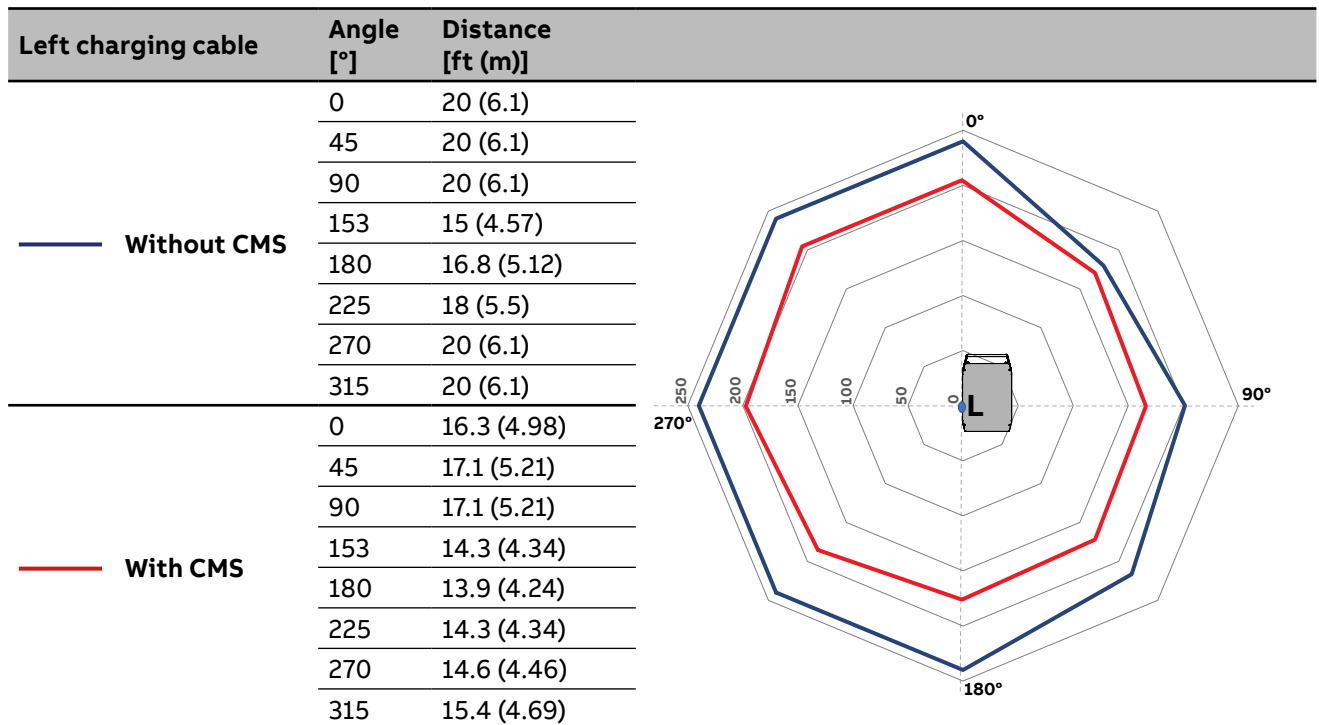 Left charging cable Angle [°] Distance [ft (m)]
Without CMS
0 20 (6.1)
45 20 (6.1)
90 20 (6.1)
153 15 (4.57)
180 16.8 (5.12)
225 18 (5.5)
270 20 (6.1)
315 20 (6.1)
With CMS
0 16.3 (4.98)
45 17.1 (5.21)
90 17.1 (5.21)
153 14.3 (4.34)
180 13.9 (4.24)
225 14.3 (4.34)
270 14.6 (4.46)
315 15.4 (4.69)
0°
250 200 150 100 50 0 L
90°
270°
180°